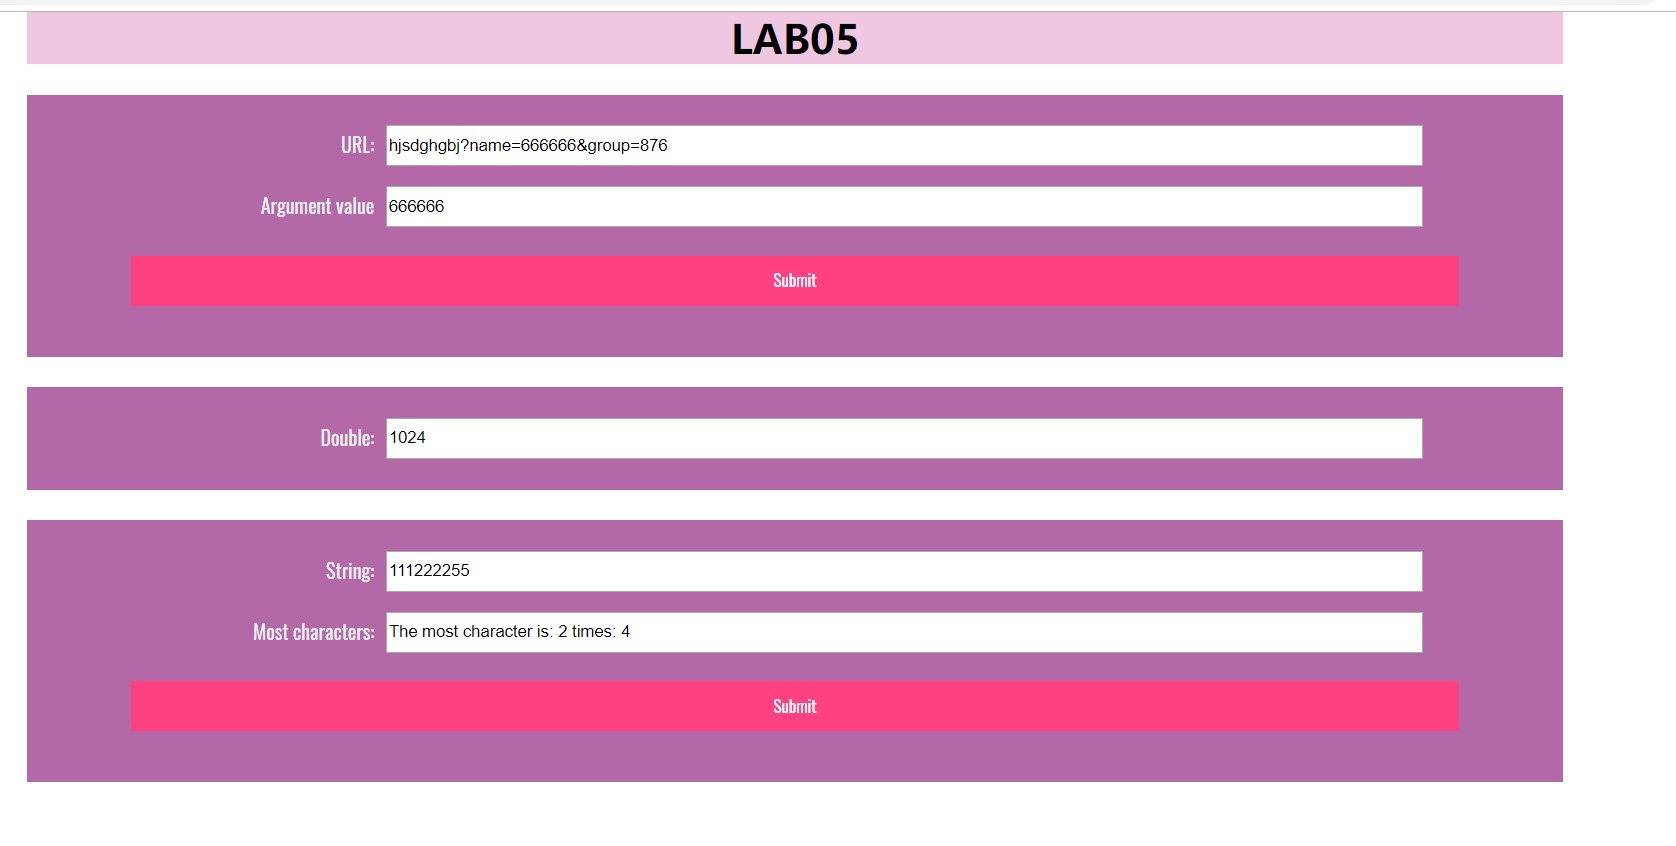 LAB05
URL: hjsdghgbj?name=666666&group=876
Argument value 666666
Submit
Double: 1024
String: 111222255
Most characters: The most character is: 2 times: 4
Submit